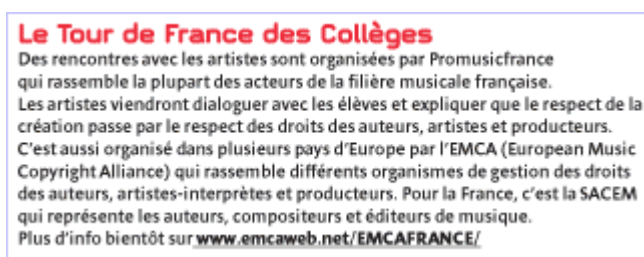 Le Tour de France des Collèges
Des rencontres avec les artistes sont organisées par Promusicfrance
qui rassemble la plupart des acteurs de la filière musicale française.
Les artistes viendront dialoguer avec les élèves et expliquer que le respect de la
création passe par le respect des droits des auteurs, artistes et producteurs.
C'est aussi organisé dans plusieurs pays d'Europe par l'EMCA (European Music
Copyright Alliance) qui rassemble différents organismes de gestion des droits
des auteurs, artistes-interprètes et producteurs. Pour la France, c'est la SACEM
qui représente les auteurs, compositeurs et éditeurs de musique.
Plus d'info bientôt sur www.emcaweb.net/EMCAFRANCE/